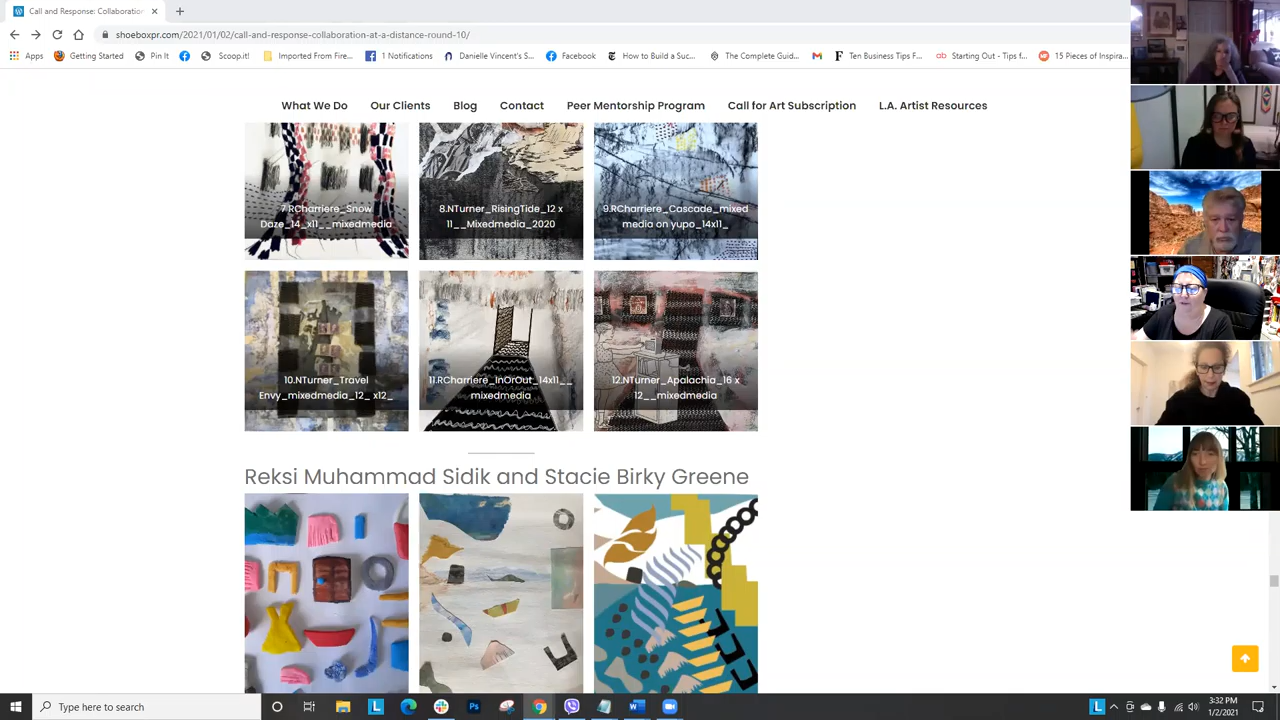 Call and Response: Collaboratio
shoeboxpr.com/2021/01/02/call-and-response-collaboration-at-a-distance-round-10/
Apps Getting Started Pin It Scoop.it Imported From Fire... 1 Notifications Danielle Vincent's S... Facebook How to Build a Suc... The Complete Guid... Ten Business Tips F... Starting Out - Tips f... 15 Pieces of Inspira...
What We Do Our Clients Blog Contact Peer Mentorship Program Call for Art Subscription L.A. Artist Resources
7.RCharriere_Snow
Daze_14_x11__mixedmedia
8.NTurner_RisingTide_12 x
11__Mixedmedia_2020
9.RCharriere_Cascade_mixed
media on yupo_14x11_
10.NTurner_Travel
Envy_mixedmedia_12_ x12_
11.RCharriere_InOrOut_14x11__
mixedmedia
12.NTurner_Apalachia_16 x
12__mixedmedia
Reksi Muhammad Sidik and Stacie Birky Greene
Type here to search
3:32 PM
1/2/2021